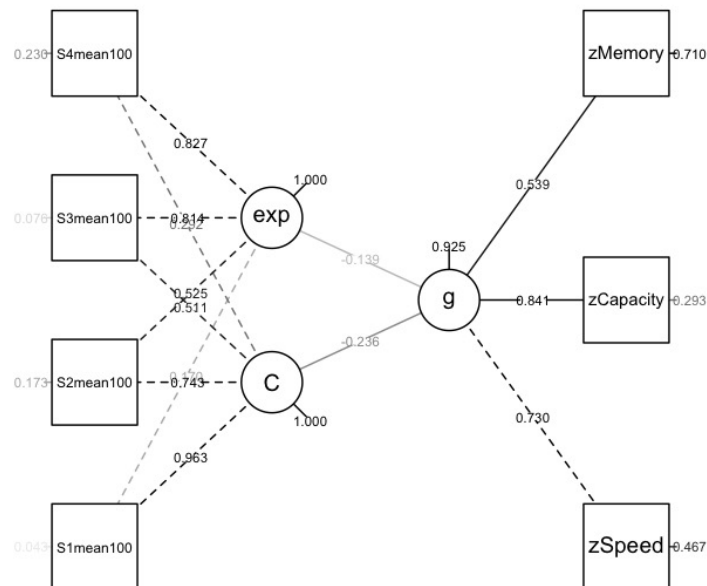 0.230
S4mean100
zMemory
0.710
0.827
1.000
0.539
0.076
S3mean100
0.814
0.292
exp
0.925
-0.139
0.525
0.511
g
0.841
zCapacity
0.293
-0.236
0.173
S2mean100
0.170
0.743
C
1.000
0.730
0.963
0.043
S1mean100
zSpeed
0.467